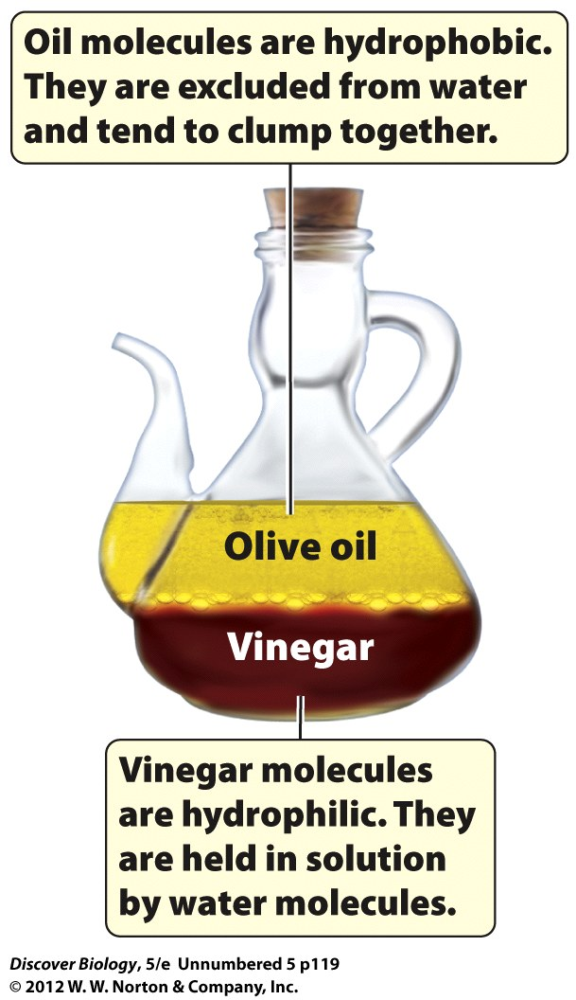 Oil molecules are hydrophobic.
They are excluded from water
and tend to clump together.
Olive oil
Vinegar
Vinegar molecules
are hydrophilic. They
are held in solution
by water molecules.
Discover Biology, 5/e Unnumbered 5 p119
© 2012 W. W. Norton & Company, Inc.